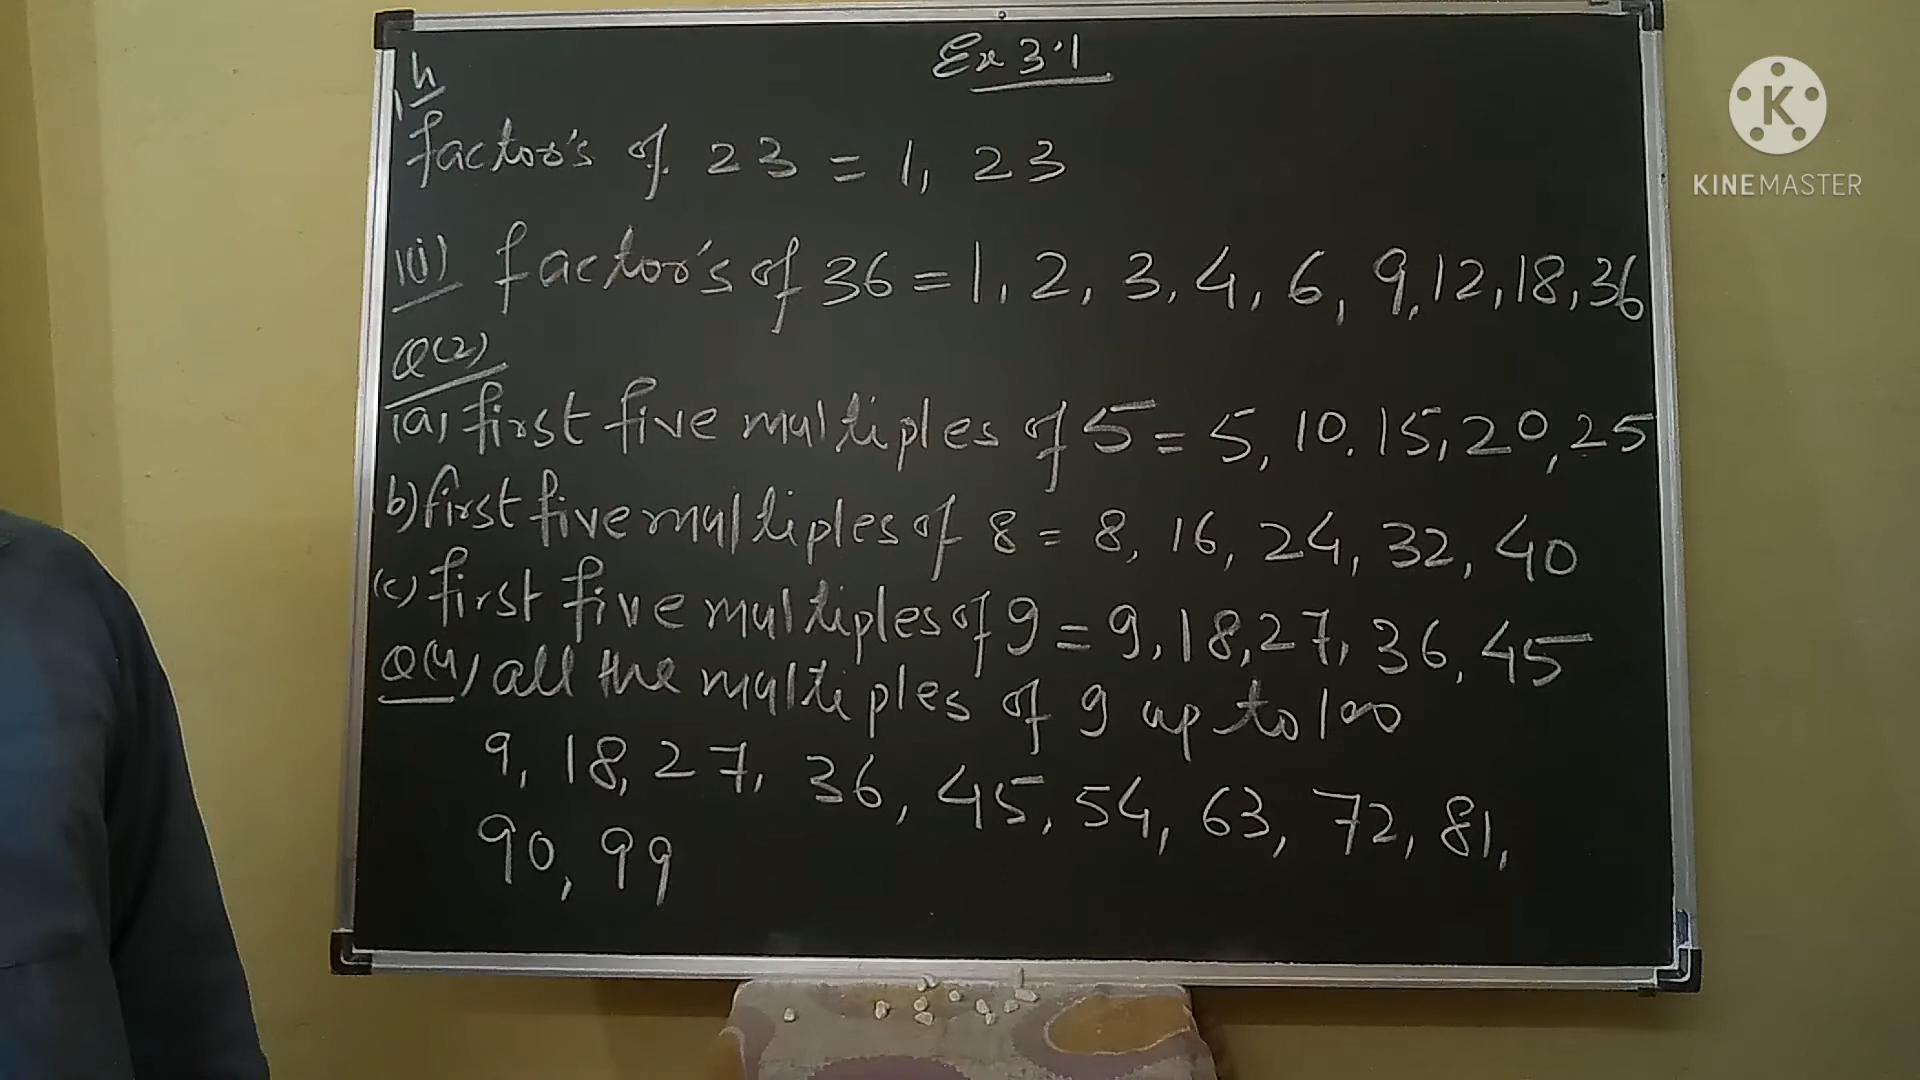 Ex 3.1
1h
factor's of 23 = 1, 23
1(i) factor's of 36 = 1, 2, 3, 4, 6, 9, 12, 18, 36
Q(2)
(a) first five multiples of 5 = 5, 10, 15, 20, 25
b) first five multiples of 8 = 8, 16, 24, 32, 40
(c) first five multiples of 9 = 9, 18, 27, 36, 45
Q(4) all the multiples of 9 up to 100
9, 18, 27, 36, 45, 54, 63, 72, 81,
90, 99
K
KINEMASTER